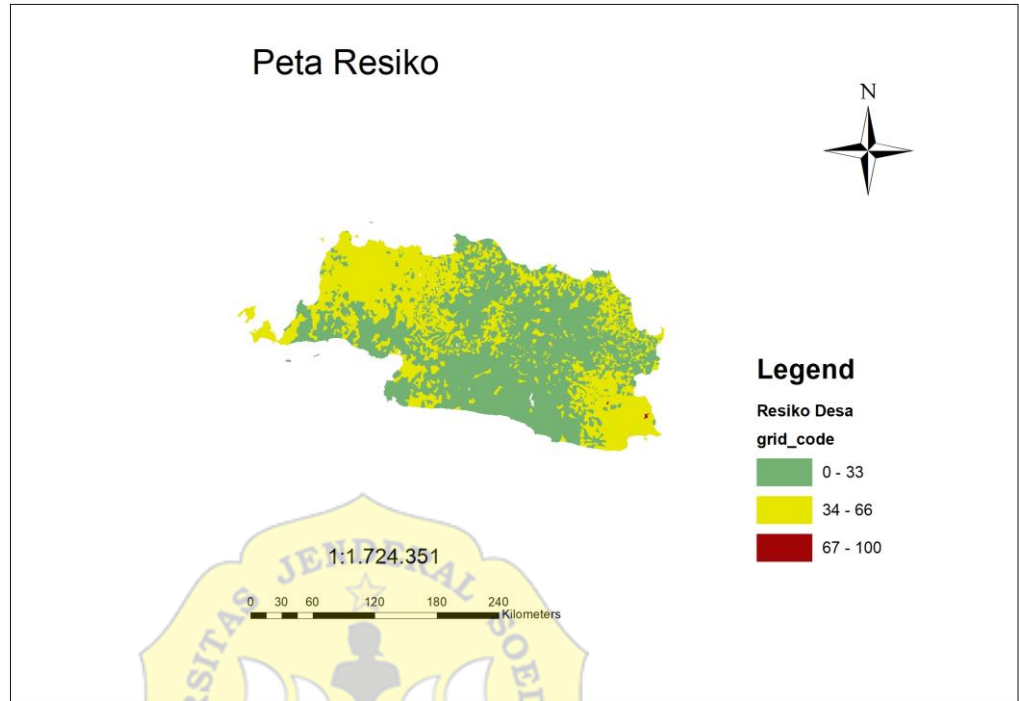 Peta Resiko
N
Legend
Resiko Desa
grid_code
0 - 33
34 - 66
67 - 100
1:1.724.351
0 30 60 120 180 240
Kilometers
JENDERAL